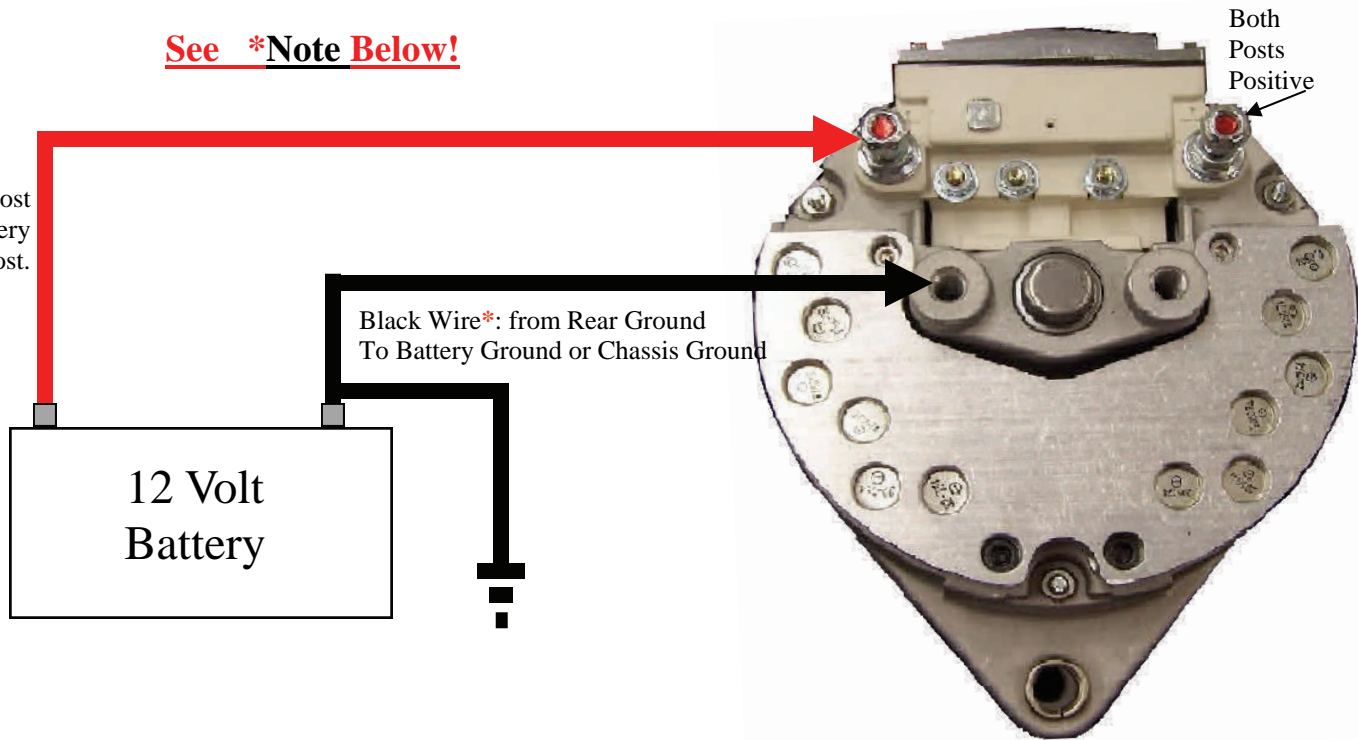 See *Note Below!
Both
Posts
Positive
ost
ery
ost.
Black Wire*: from Rear Ground
To Battery Ground or Chassis Ground
12 Volt
Battery